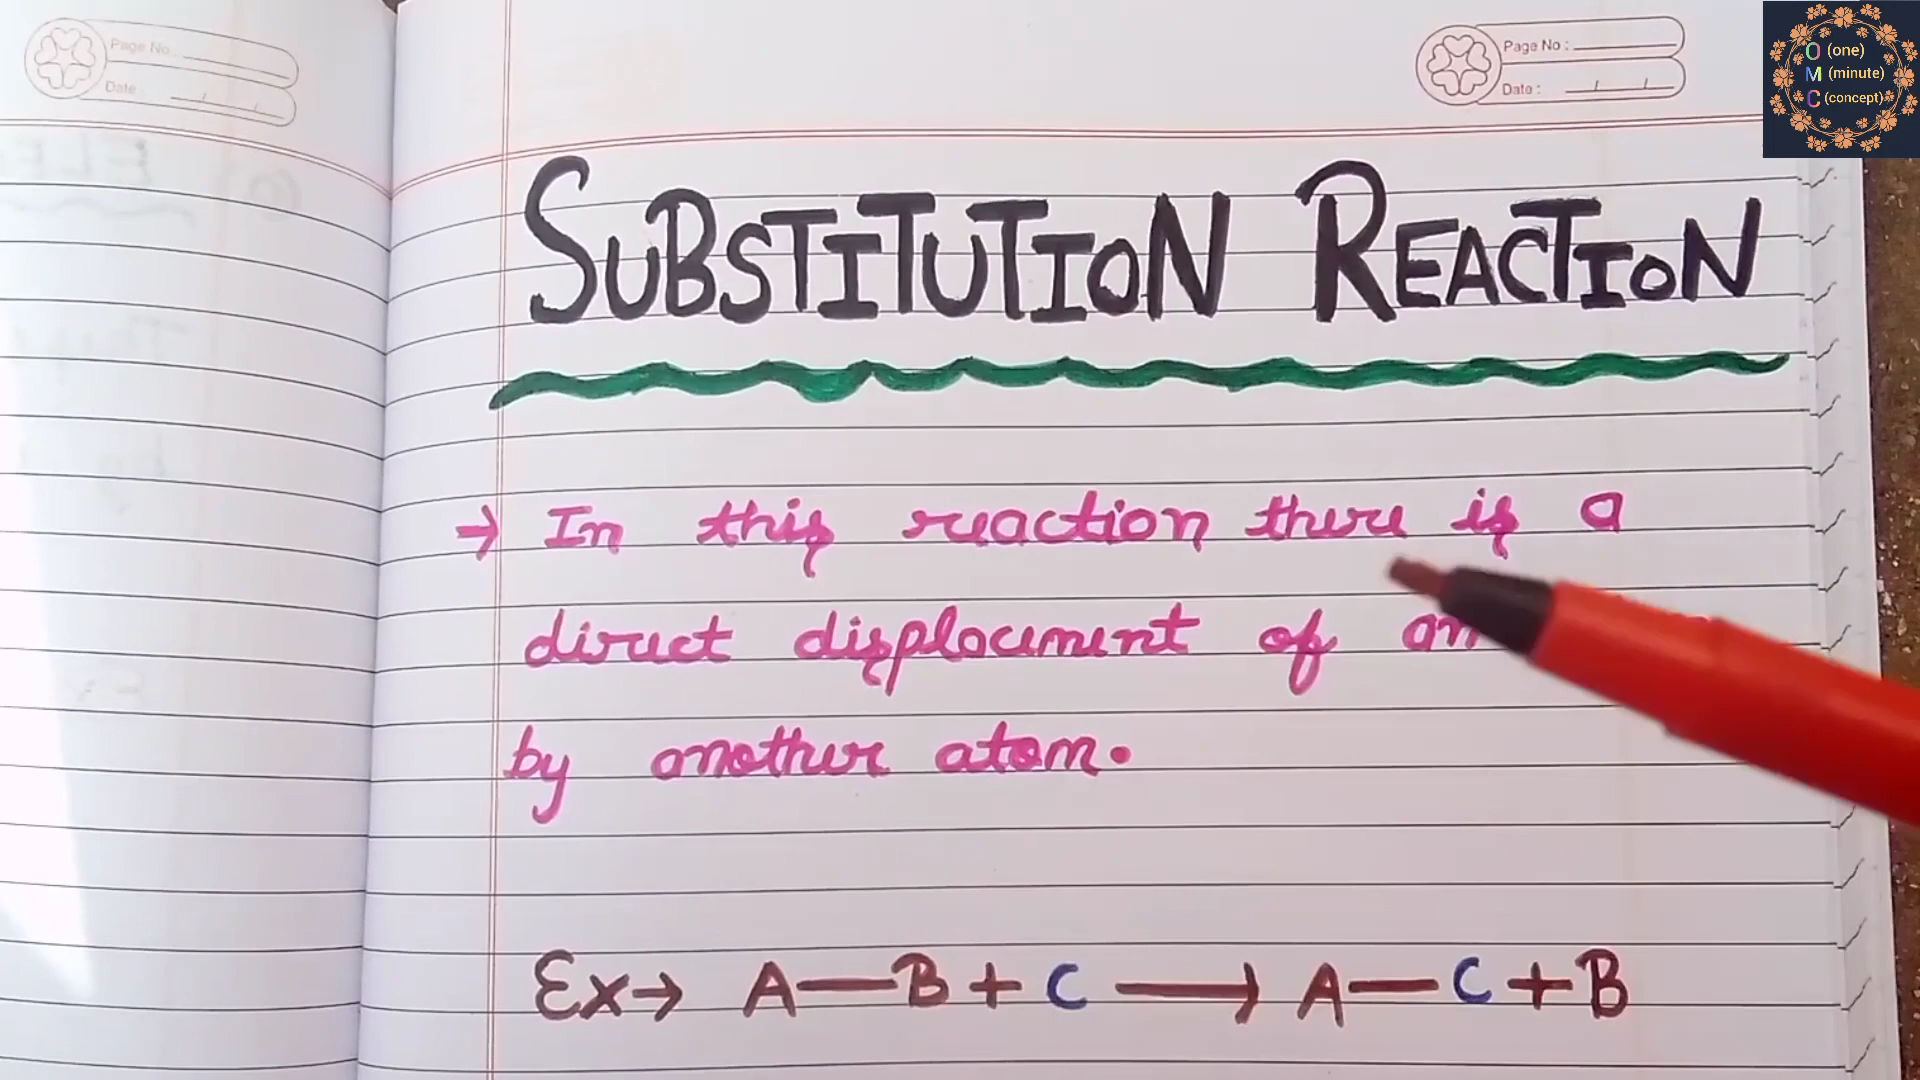 Page No
Date :
Page No :
Date :
O (one)
M (minute)
C (concept)
SUBSTITUTION REACTION
→ In this reaction there is a
direct displacement of
by another atom.
Ex→ A—B + C ⟶ A—C + B